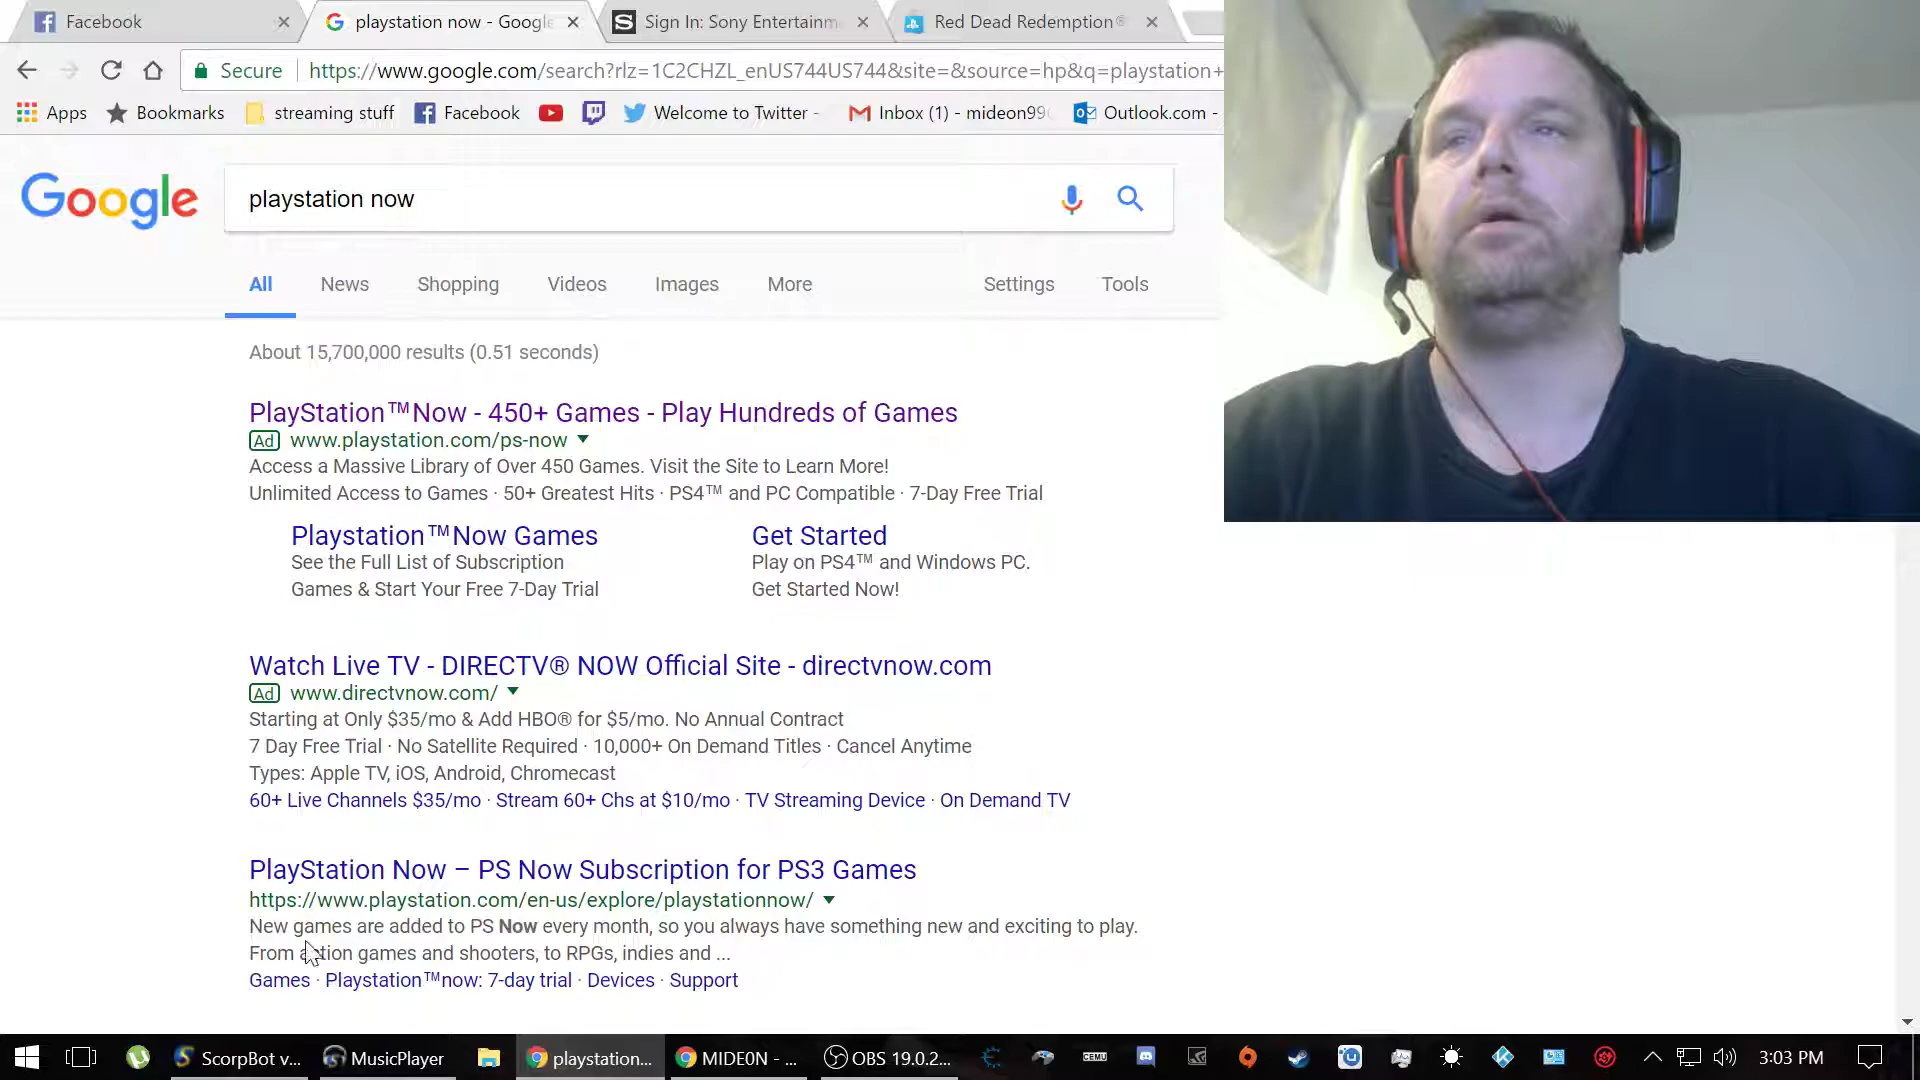 Facebook
playstation now - Google
Sign In: Sony Entertainm
Red Dead Redemption®
Secure
https://www.google.com/search?rlz=1C2CHZL_enUS744US744&site=&source=hp&q=playstation+
Apps
Bookmarks
streaming stuff
Facebook
Welcome to Twitter -
Inbox (1) - mideon99
Outlook.com -
Google
playstation now
All
News
Shopping
Videos
Images
More
Settings
Tools
About 15,700,000 results (0.51 seconds)
PlayStation™Now - 450+ Games - Play Hundreds of Games
Ad www.playstation.com/ps-now
Access a Massive Library of Over 450 Games. Visit the Site to Learn More!
Unlimited Access to Games · 50+ Greatest Hits · PS4™ and PC Compatible · 7-Day Free Trial
Playstation™Now Games
See the Full List of Subscription
Games & Start Your Free 7-Day Trial
Get Started
Play on PS4™ and Windows PC.
Get Started Now!
Watch Live TV - DIRECTV® NOW Official Site - directvnow.com
Ad www.directvnow.com/
Starting at Only $35/mo & Add HBO® for $5/mo. No Annual Contract
7 Day Free Trial · No Satellite Required · 10,000+ On Demand Titles · Cancel Anytime
Types: Apple TV, iOS, Android, Chromecast
60+ Live Channels $35/mo · Stream 60+ Chs at $10/mo · TV Streaming Device · On Demand TV
PlayStation Now – PS Now Subscription for PS3 Games
https://www.playstation.com/en-us/explore/playstationnow/
New games are added to PS Now every month, so you always have something new and exciting to play.
From action games and shooters, to RPGs, indies and ...
Games · Playstation™now: 7-day trial · Devices · Support
ScorpBot v...
MusicPlayer
playstation...
MIDE0N - ...
OBS 19.0.2...
CEMU
3:03 PM